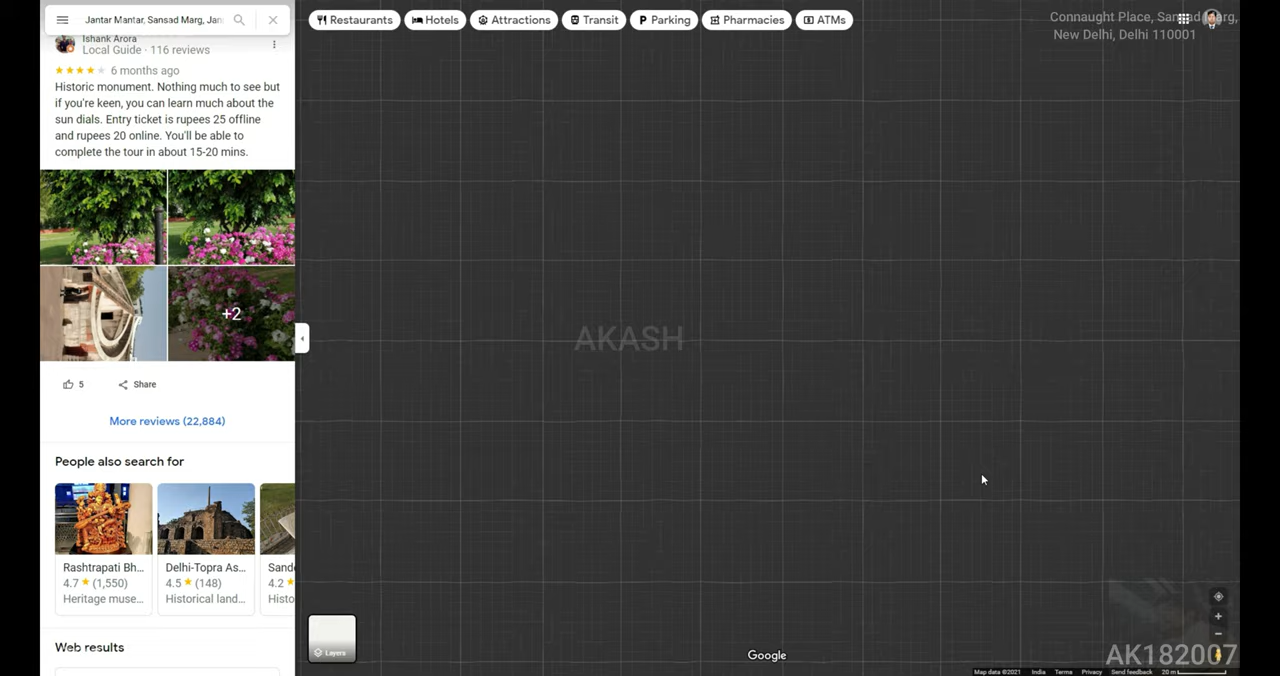 Jantar Mantar, Sansad Marg, Jan
Restaurants
Hotels
Attractions
Transit
Parking
Pharmacies
ATMs
Connaught Place, Sansad Marg,
New Delhi, Delhi 110001
Ishank Arora
Local Guide · 116 reviews
6 months ago
Historic monument. Nothing much to see but
if you're keen, you can learn much about the
sun dials. Entry ticket is rupees 25 offline
and rupees 20 online. You'll be able to
complete the tour in about 15-20 mins.
+2
AKASH
5
Share
More reviews (22,884)
People also search for
Rashtrapati Bh...
4.7 ★ (1,550)
Heritage muse...
Delhi-Topra As...
4.5 ★ (148)
Historical land...
Sand
4.2 ★
Histo
Web results
Layers
Google
AK182007
Map data ©2021
India
Terms
Privacy
Send feedback
20 m